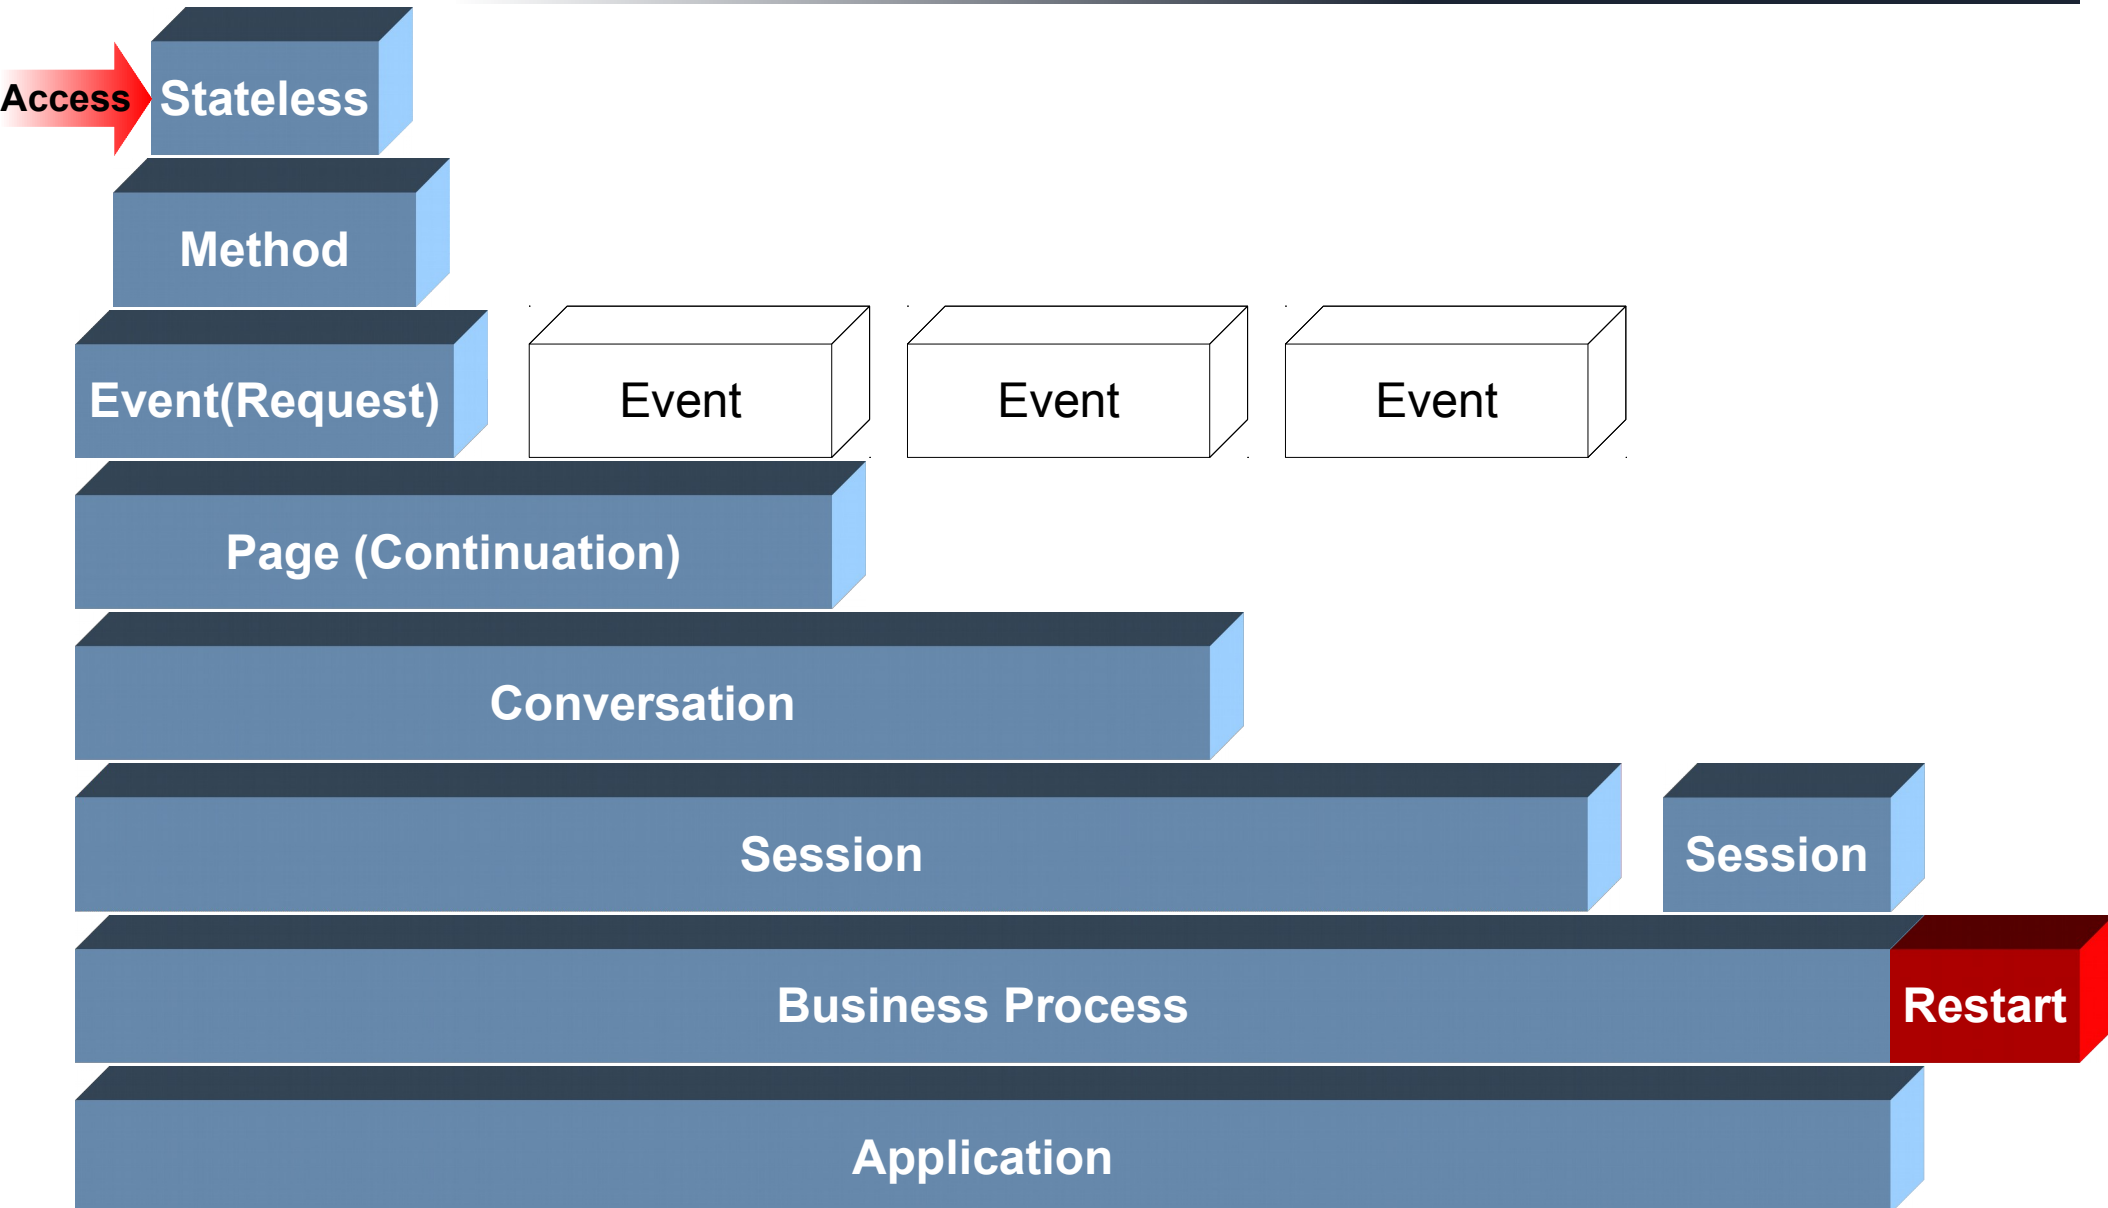 Access
Stateless
Method
Event(Request)
Event
Event
Event
Page (Continuation)
Conversation
Session
Session
Business Process
Restart
Application